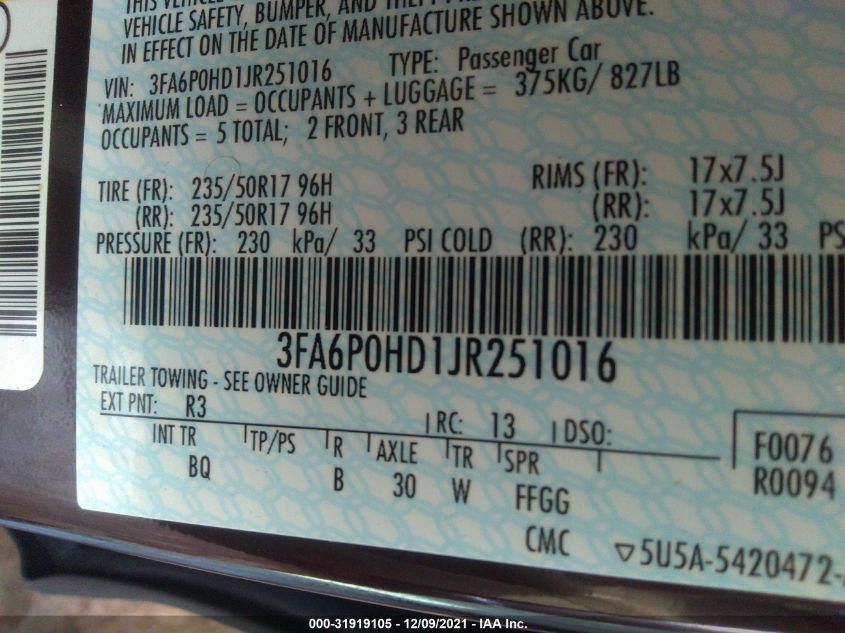 THIS VEHICLE
VEHICLE SAFETY, BUMPER, AND THEFT
IN EFFECT ON THE DATE OF MANUFACTURE SHOWN ABOVE.
VIN: 3FA6P0HD1JR251016 TYPE: Passenger Car
MAXIMUM LOAD = OCCUPANTS + LUGGAGE = 375KG/ 827LB
OCCUPANTS = 5 TOTAL; 2 FRONT, 3 REAR
TIRE (FR): 235/50R17 96H RIMS (FR): 17x7.5J
(RR): 235/50R17 96H (RR): 17x7.5J
PRESSURE (FR): 230 kPa/ 33 PSI COLD (RR): 230 kPa/ 33 PS
3FA6P0HD1JR251016
TRAILER TOWING - SEE OWNER GUIDE
EXT PNT: R3 RC: 13 DSO:
INT TR TP/PS R AXLE TR SPR F0076
BQ B 30 W FFGG R0094
CMC ▽5U5A-5420472-
000-31919105 - 12/09/2021 - IAA Inc.